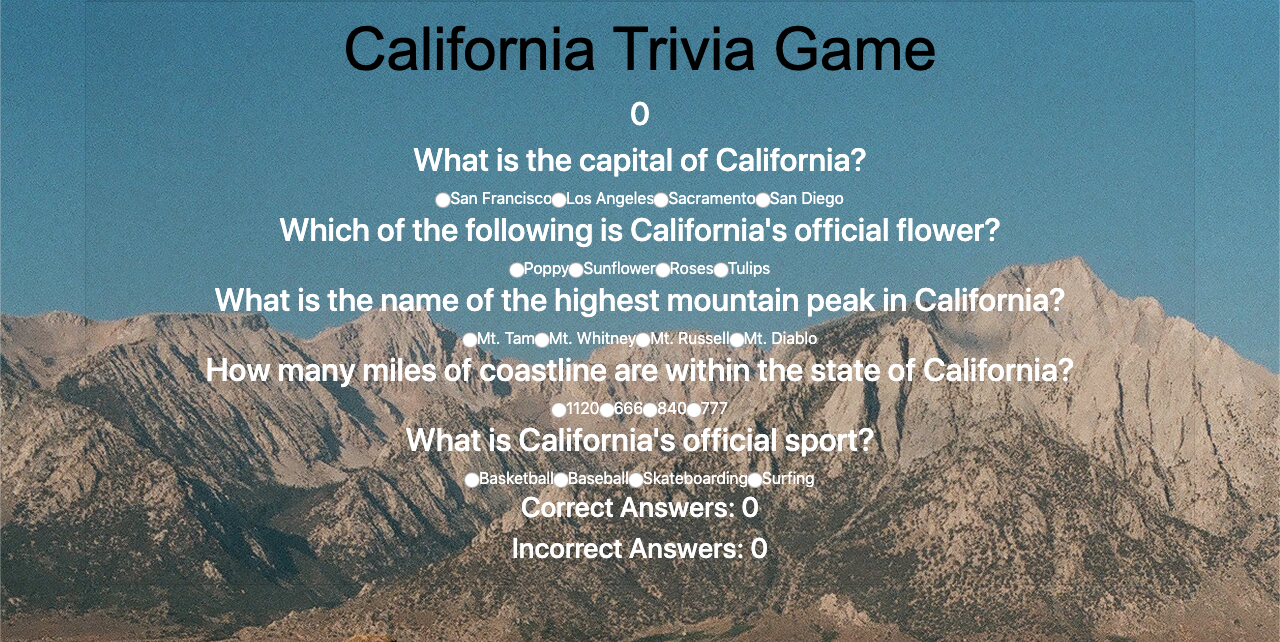 California Trivia Game
0
What is the capital of California?
San Francisco Los Angeles Sacramento San Diego
Which of the following is California's official flower?
Poppy Sunflower Roses Tulips
What is the name of the highest mountain peak in California?
Mt. Tam Mt. Whitney Mt. Russell Mt. Diablo
How many miles of coastline are within the state of California?
1120 666 840 777
What is California's official sport?
Basketball Baseball Skateboarding Surfing
Correct Answers: 0
Incorrect Answers: 0